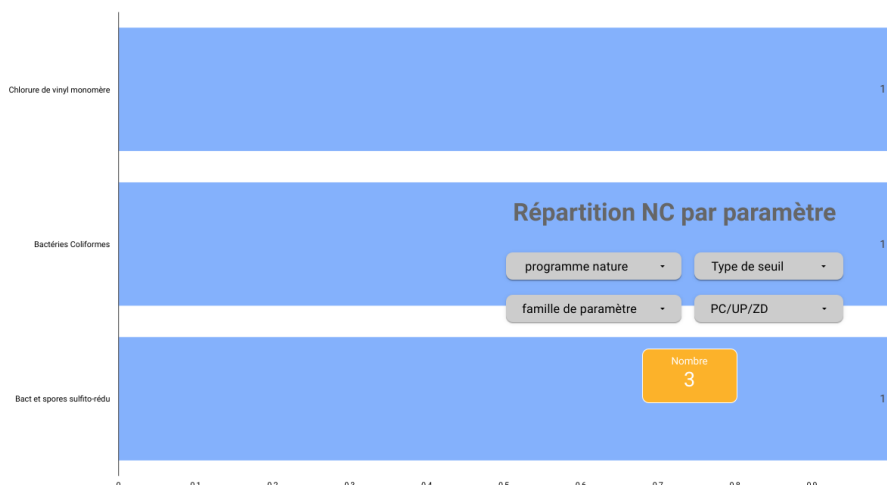 Chlorure de vinyl monomère
1
Répartition NC par paramètre
Bactéries Coliformes
1
programme nature
Type de seuil
famille de paramètre
PC/UP/ZD
Nombre
3
Bact et spores sulfito-rédu
1